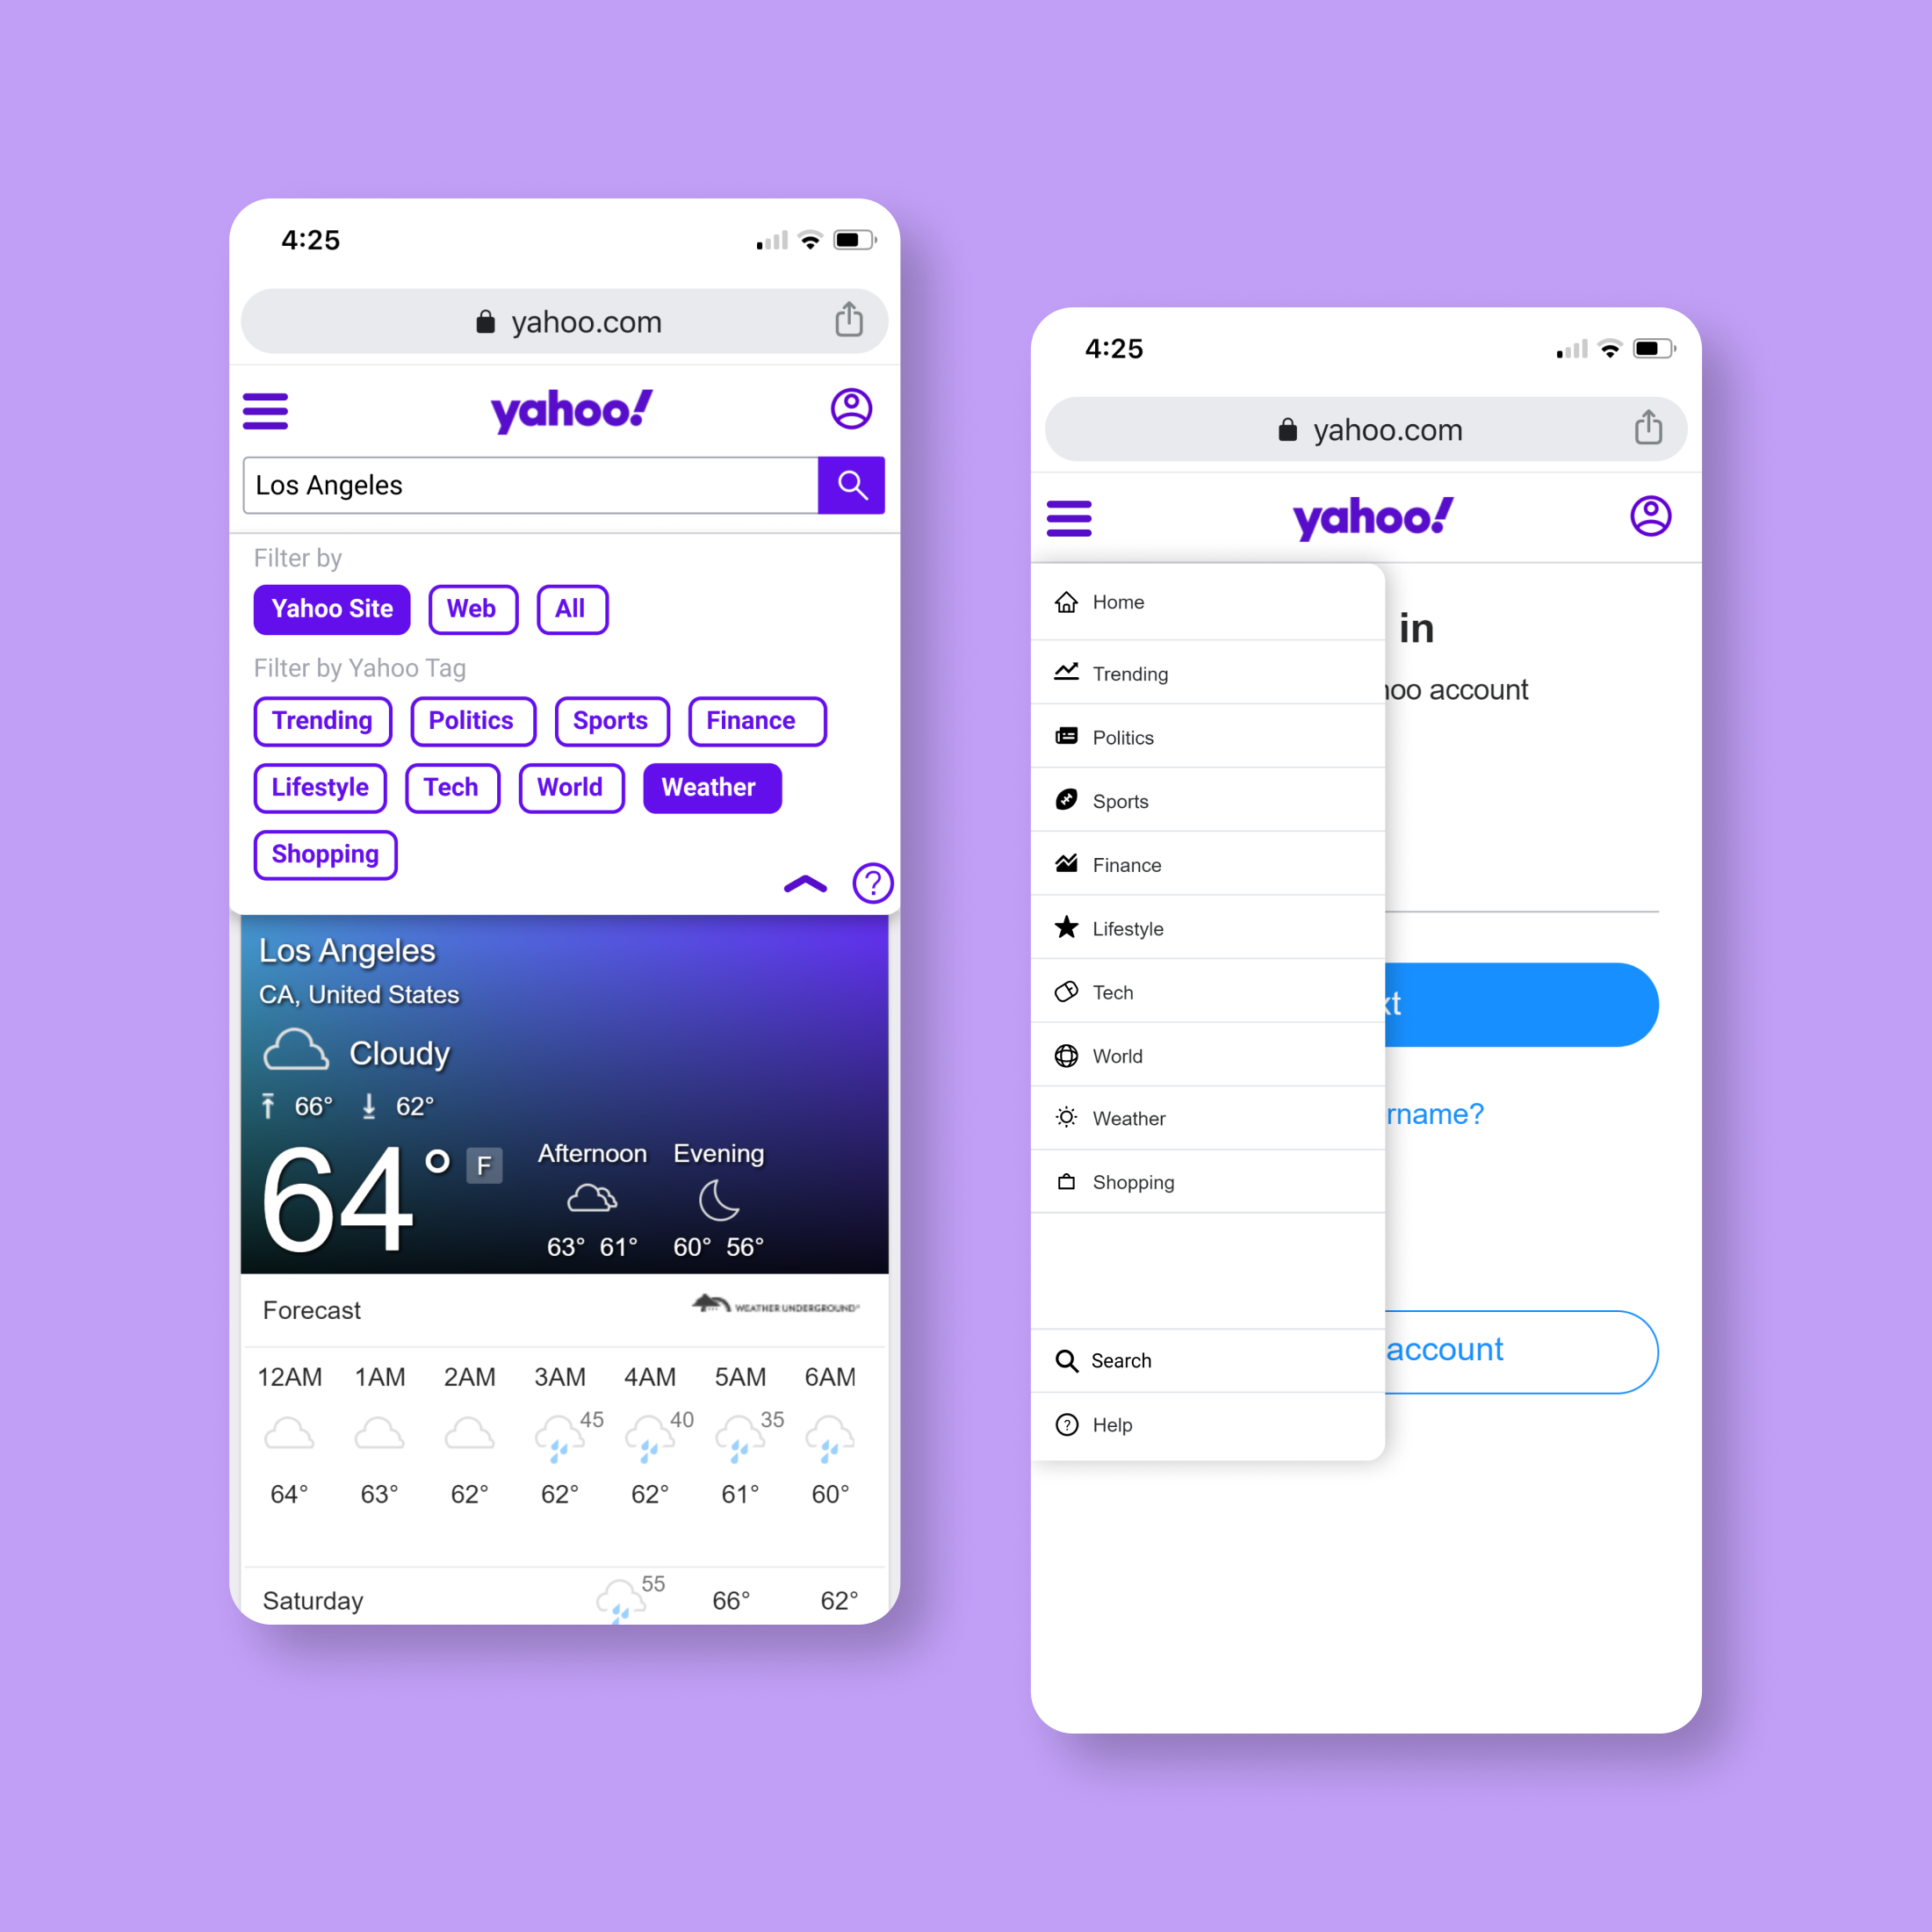 4:25
yahoo.com
yahoo!
Los Angeles
Filter by
Yahoo Site Web All
Filter by Yahoo Tag
Trending Politics Sports Finance
Lifestyle Tech World Weather
Shopping
?
Los Angeles
CA, United States
Cloudy
66° 62°
64° F
Afternoon Evening
63° 61° 60° 56°
Forecast
WEATHER UNDERGROUND
12AM 1AM 2AM 3AM 4AM 5AM 6AM
45 40 35
64° 63° 62° 62° 62° 61° 60°
Saturday 55 66° 62°
4:25
yahoo.com
yahoo!
Home
in
Trending
oo account
Politics
Sports
Finance
Lifestyle
Tech
xt
World
Weather
rname?
Shopping
Search
account
? Help